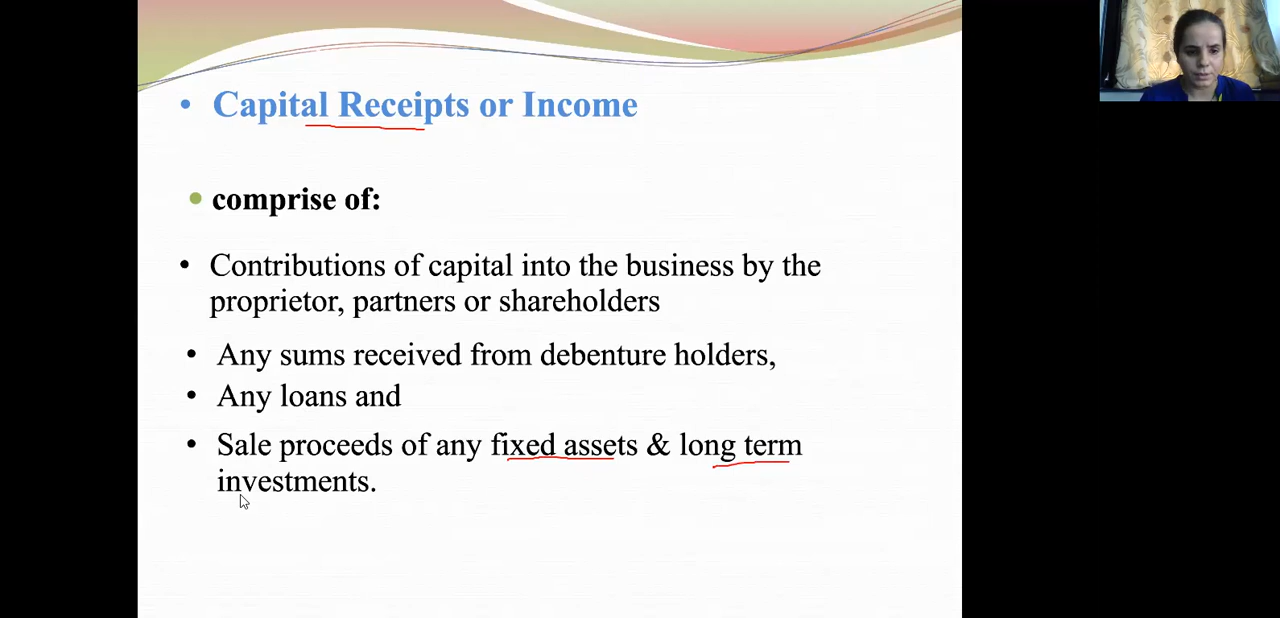 • Capital Receipts or Income
• comprise of:
• Contributions of capital into the business by the
proprietor, partners or shareholders
• Any sums received from debenture holders,
• Any loans and
• Sale proceeds of any fixed assets & long term
investments.